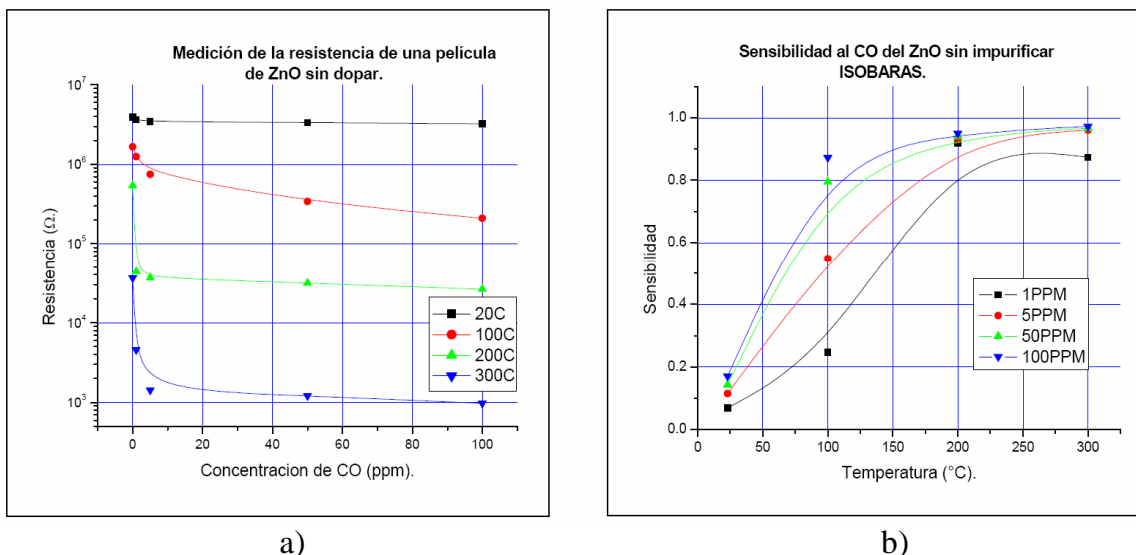 Medición de la resistencia de una película
de ZnO sin dopar.
10⁷
10⁶
10⁵
10⁴
10³
Resistencia (Ω.)
0 20 40 60 80 100
Concentracion de CO (ppm).
20C
100C
200C
300C
a)
Sensibilidad al CO del ZnO sin impurificar
ISOBARAS.
1.0
0.8
0.6
0.4
0.2
0.0
Sensibilidad
0 50 100 150 200 250 300
Temperatura (°C).
1PPM
5PPM
50PPM
100PPM
b)